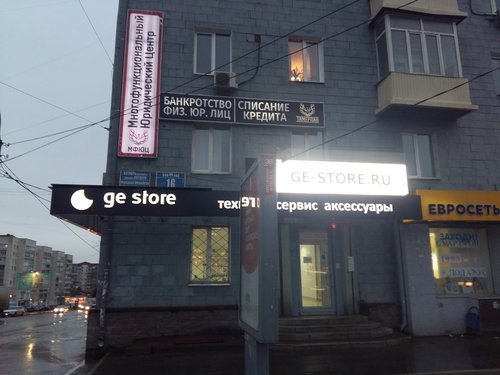 Многофункциональный
Юридический Центр
МФЮЦ
БАНКРОТСТВО
ФИЗ. ЮР. ЛИЦ
СПИСАНИЕ
КРЕДИТА
ТАМЕРЛАН
16
GE-STORE.RU
ge store
сервис аксессуары
ЕВРОСЕТЬ